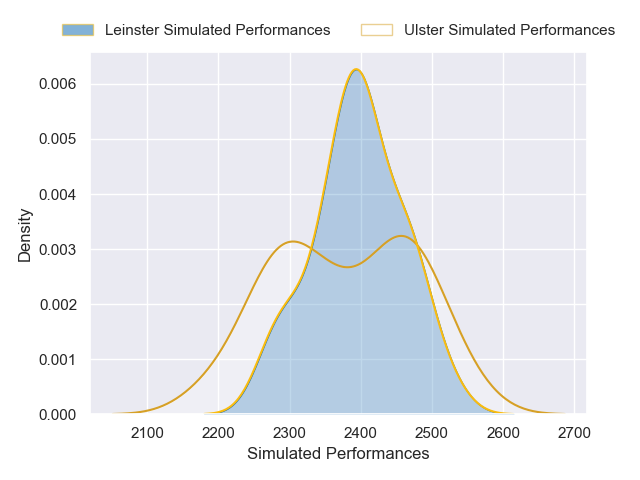 Leinster Simulated Performances
Ulster Simulated Performances
0.006
0.005
0.004
0.003
0.002
0.001
0.000
Density
2100 2200 2300 2400 2500 2600 2700
Simulated Performances